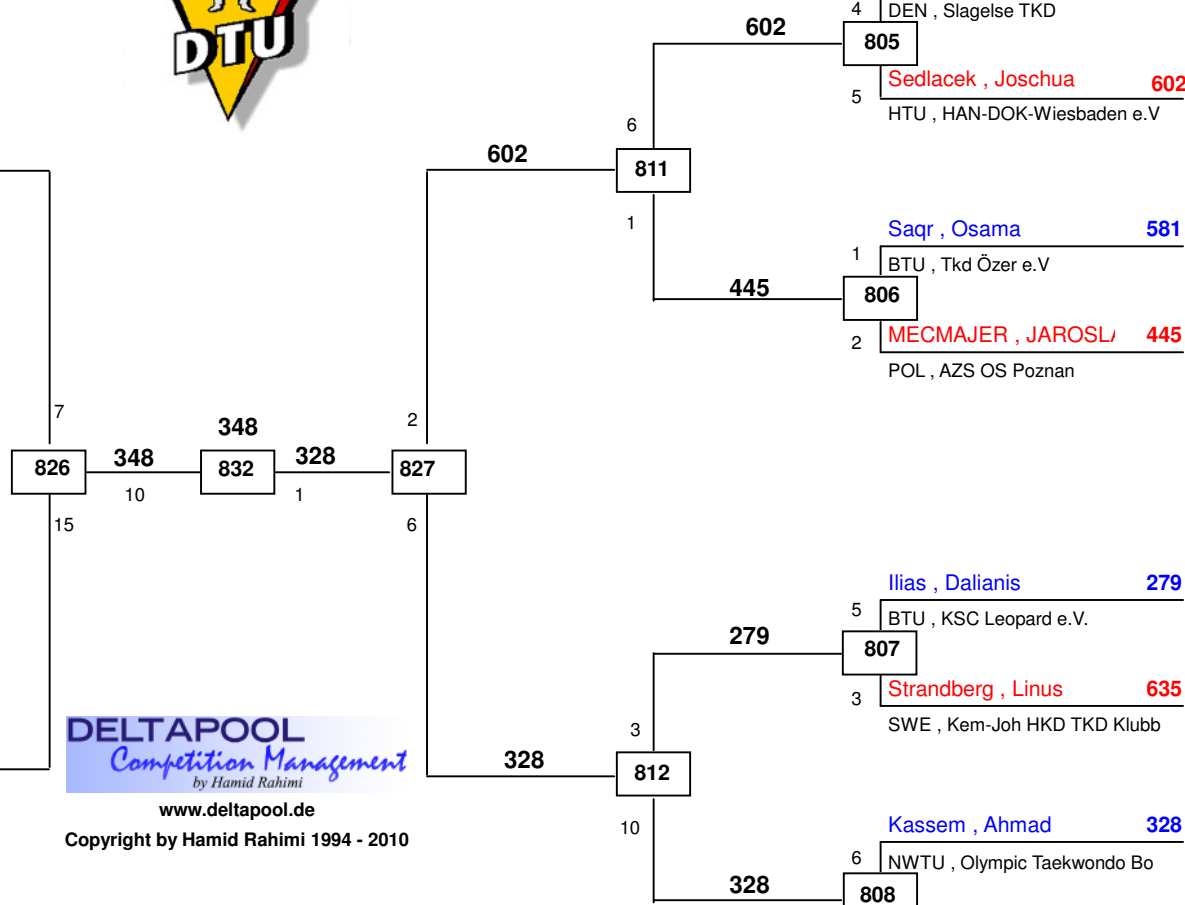 DTU
4
DEN , Slagelse TKD
602
805
Sedlacek , Joschua 602
5
HTU , HAN-DOK-Wiesbaden e.V
6
602
811
1
Saqr , Osama 581
1
BTU , Tkd Özer e.V
445
806
MECMAJER , JAROSL
445
2
POL , AZS OS Poznan
7
348
2
826
348
832
328
827
10
1
15
6
Ilias , Dalianis 279
5
BTU , KSC Leopard e.V.
279
807
Strandberg , Linus 635
3
SWE , Kem-Joh HKD TKD Klubb
DELTAPOOL
Competition Management
by Hamid Rahimi
3
328
812
www.deltapool.de
Copyright by Hamid Rahimi 1994 - 2010
10
Kassem , Ahmad 328
6
NWTU , Olympic Taekwondo Bo
328
808